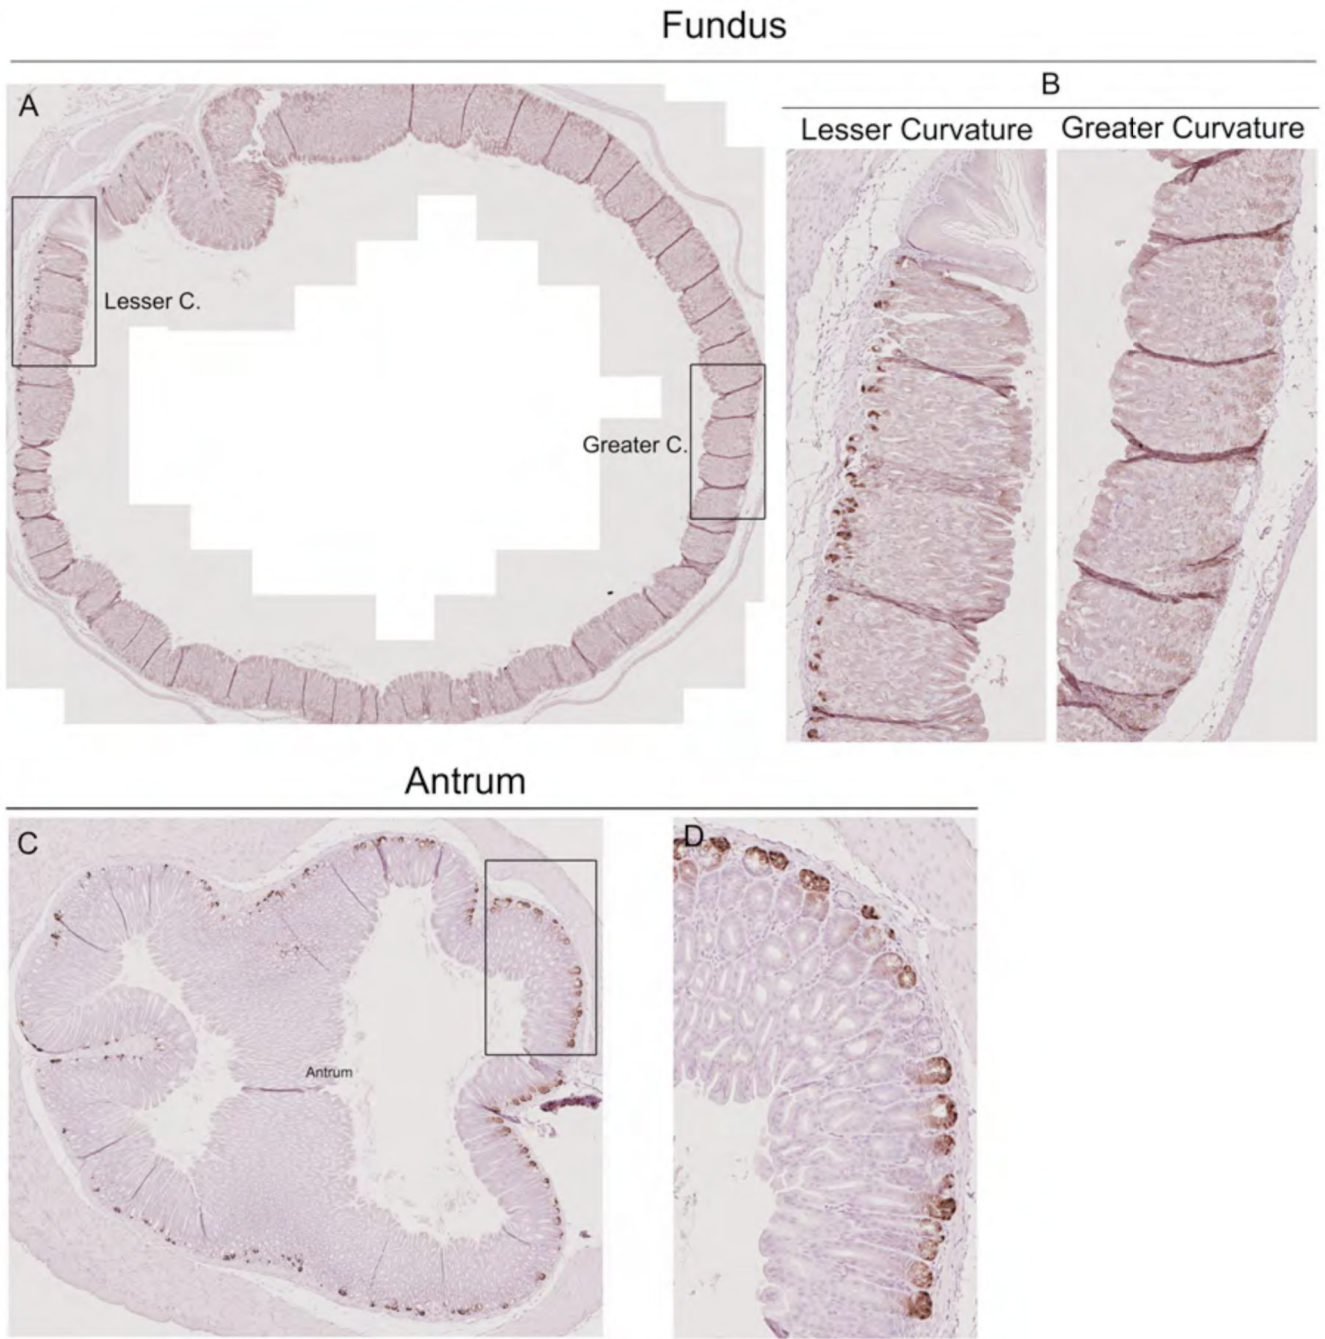 Fundus
A
B
Lesser Curvature
Greater Curvature
Lesser C.
Greater C.
Antrum
C
D
Antrum